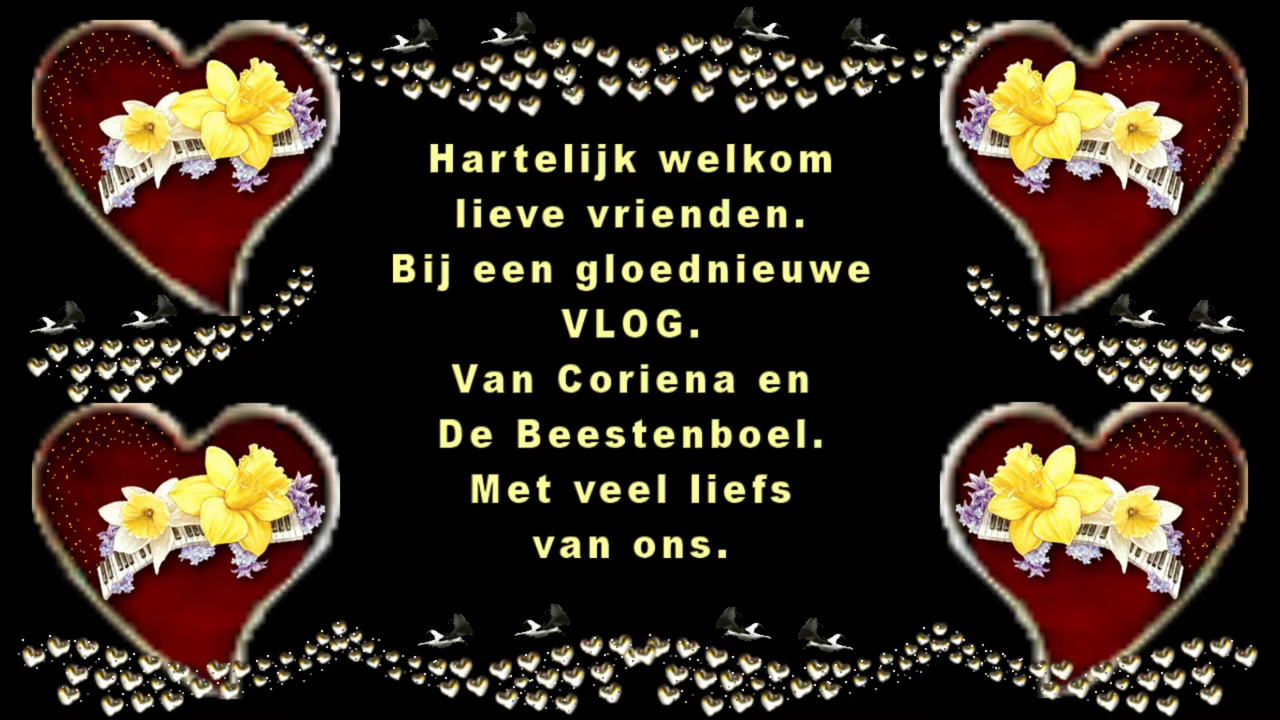 Hartelijk welkom
lieve vrienden.
Bij een gloednieuwe
VLOG.
Van Coriena en
De Beestenboel.
Met veel liefs
van ons.